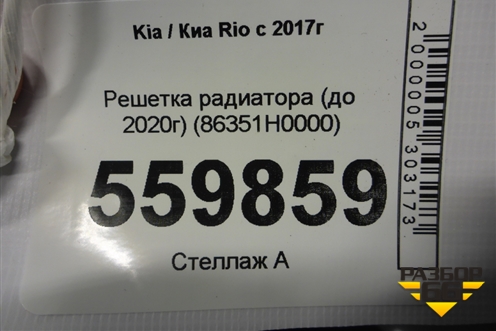 Kia / Киа Rio с 2017г
Решетка радиатора (до
2020г) (86351H0000)
559859
Стеллаж А
2000005303173
РАЗБОР